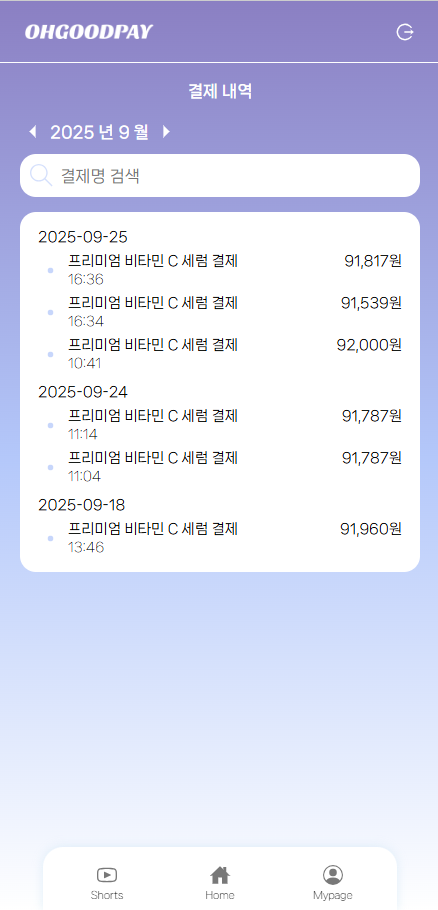 OHGOODPAY
결제 내역
2025 년 9 월
결제명 검색
2025-09-25
프리미엄 비타민 C 세럼 결제 91,817원
16:36
프리미엄 비타민 C 세럼 결제 91,539원
16:34
프리미엄 비타민 C 세럼 결제 92,000원
10:41
2025-09-24
프리미엄 비타민 C 세럼 결제 91,787원
11:14
프리미엄 비타민 C 세럼 결제 91,787원
11:04
2025-09-18
프리미엄 비타민 C 세럼 결제 91,960원
13:46
Shorts Home Mypage